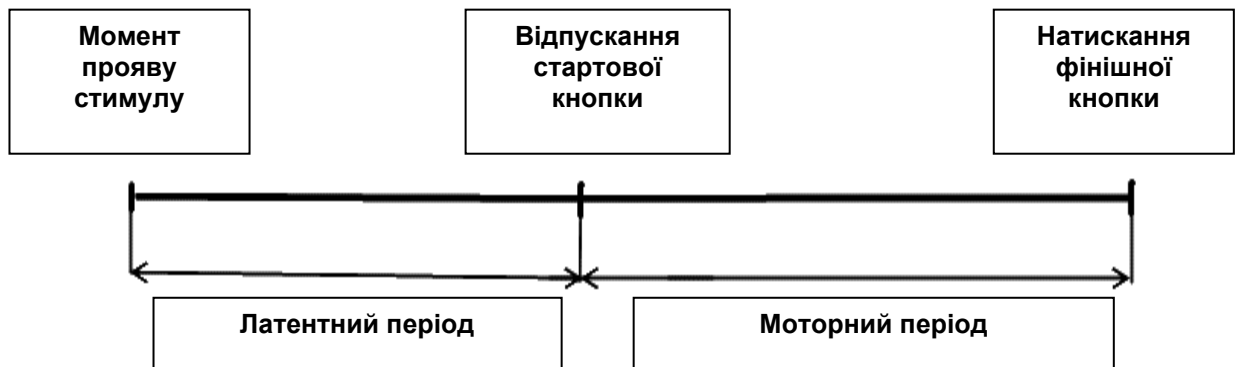 Момент
прояву
стимулу
Відпускання
стартової
кнопки
Натискання
фінішної
кнопки
Латентний період
Моторний період